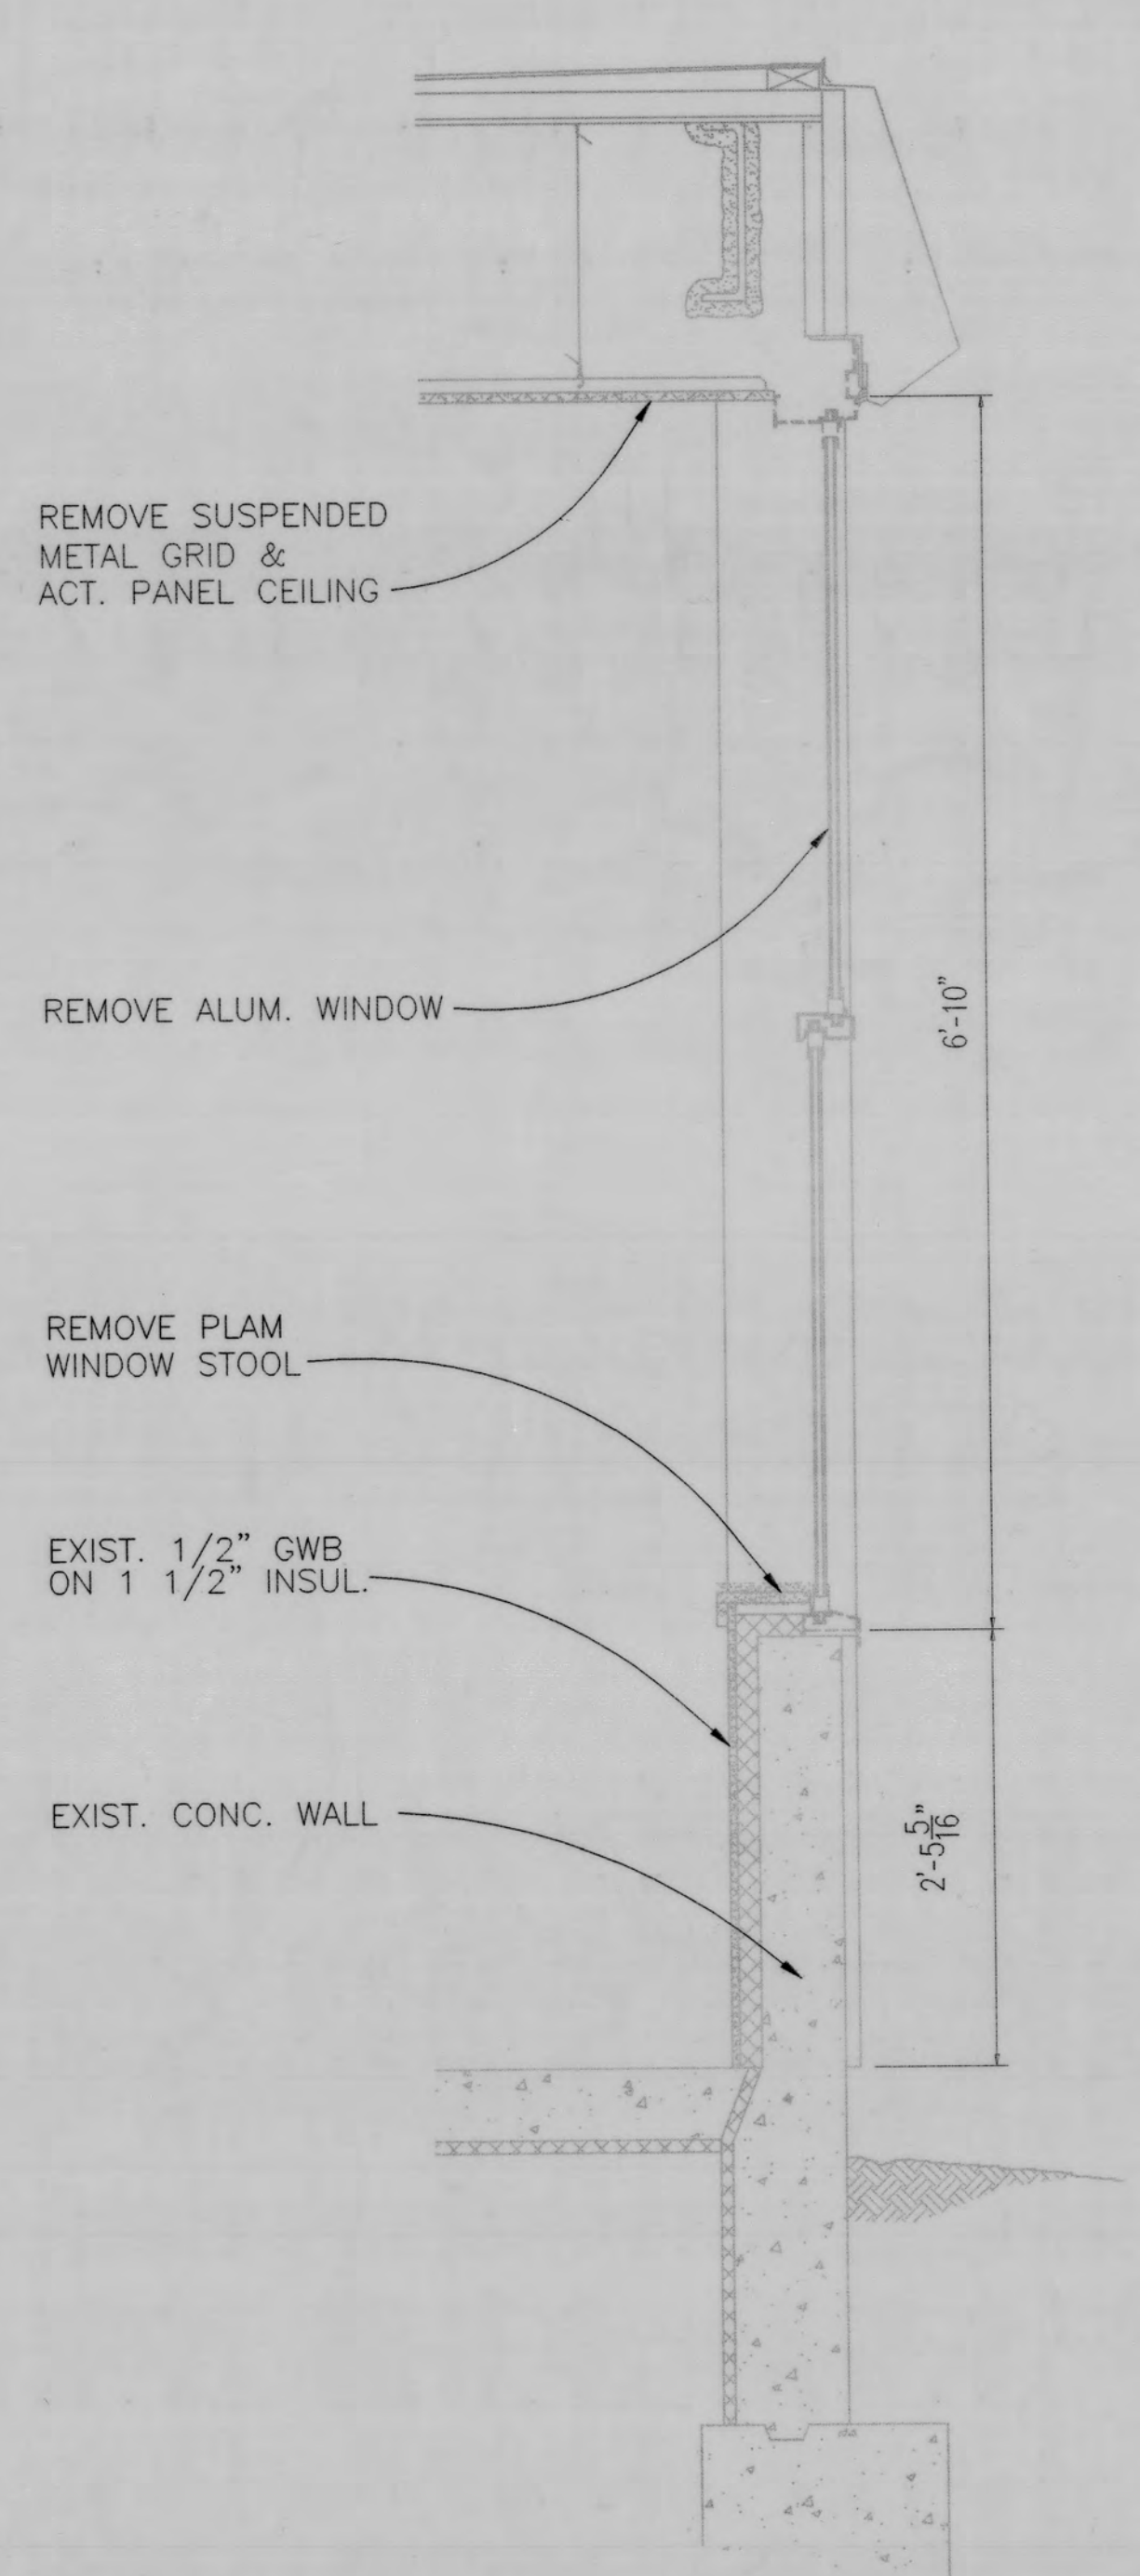 REMOVE SUSPENDED
METAL GRID &
ACT. PANEL CEILING
REMOVE ALUM. WINDOW
6'-10"
REMOVE PLAM
WINDOW STOOL
EXIST. 1/2" GWB
ON 1 1/2" INSUL.
EXIST. CONC. WALL
2'-5 5/16"